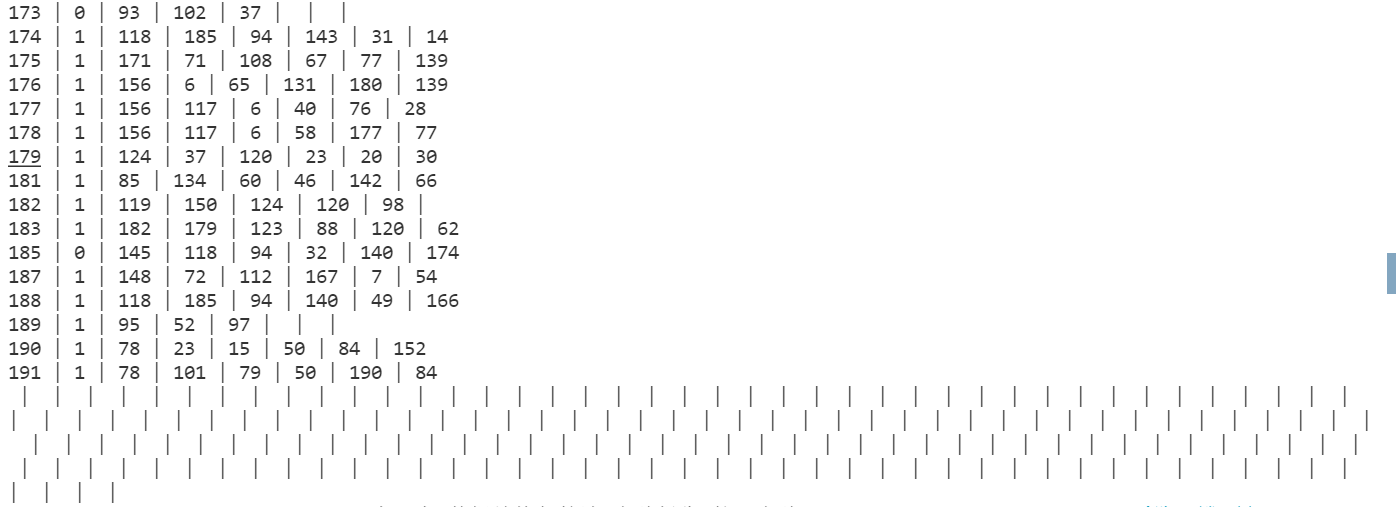 173 | 0 | 93 | 102 | 37 |  |  |
174 | 1 | 118 | 185 | 94 | 143 | 31 | 14
175 | 1 | 171 | 71 | 108 | 67 | 77 | 139
176 | 1 | 156 | 6 | 65 | 131 | 180 | 139
177 | 1 | 156 | 117 | 6 | 40 | 76 | 28
178 | 1 | 156 | 117 | 6 | 58 | 177 | 77
179 | 1 | 124 | 37 | 120 | 23 | 20 | 30
181 | 1 | 85 | 134 | 60 | 46 | 142 | 66
182 | 1 | 119 | 150 | 124 | 120 | 98 |
183 | 1 | 182 | 179 | 123 | 88 | 120 | 62
185 | 0 | 145 | 118 | 94 | 32 | 140 | 174
187 | 1 | 148 | 72 | 112 | 167 | 7 | 54
188 | 1 | 118 | 185 | 94 | 140 | 49 | 166
189 | 1 | 95 | 52 | 97 |  |  |
190 | 1 | 78 | 23 | 15 | 50 | 84 | 152
191 | 1 | 78 | 101 | 79 | 50 | 190 | 84
| | | | | | | | | | | | | | | | | | | | | | | | | | | | | | | | | | | | | | | | |
| | | | | | | | | | | | | | | | | | | | | | | | | | | | | | | | | | | | | | | | | |
| | | | | | | | | | | | | | | | | | | | | | | | | | | | | | | | | | | | | | | | |
| | | | | | | | | | | | | | | | | | | | | | | | | | | | | | | | | | | | | | | | |
| | | |